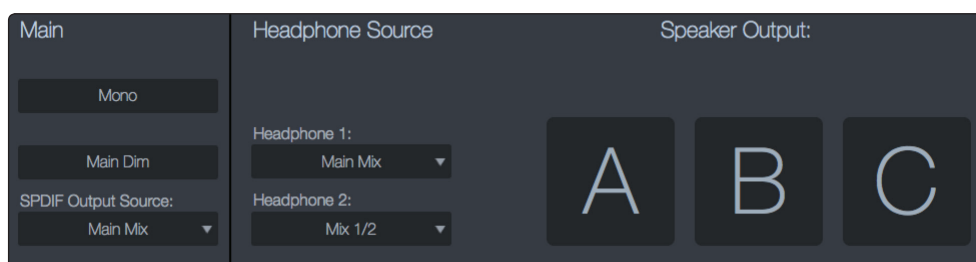 Main
Mono
Main Dim
SPDIF Output Source:
Main Mix
Headphone Source
Headphone 1:
Main Mix
Headphone 2:
Mix 1/2
Speaker Output:
A B C